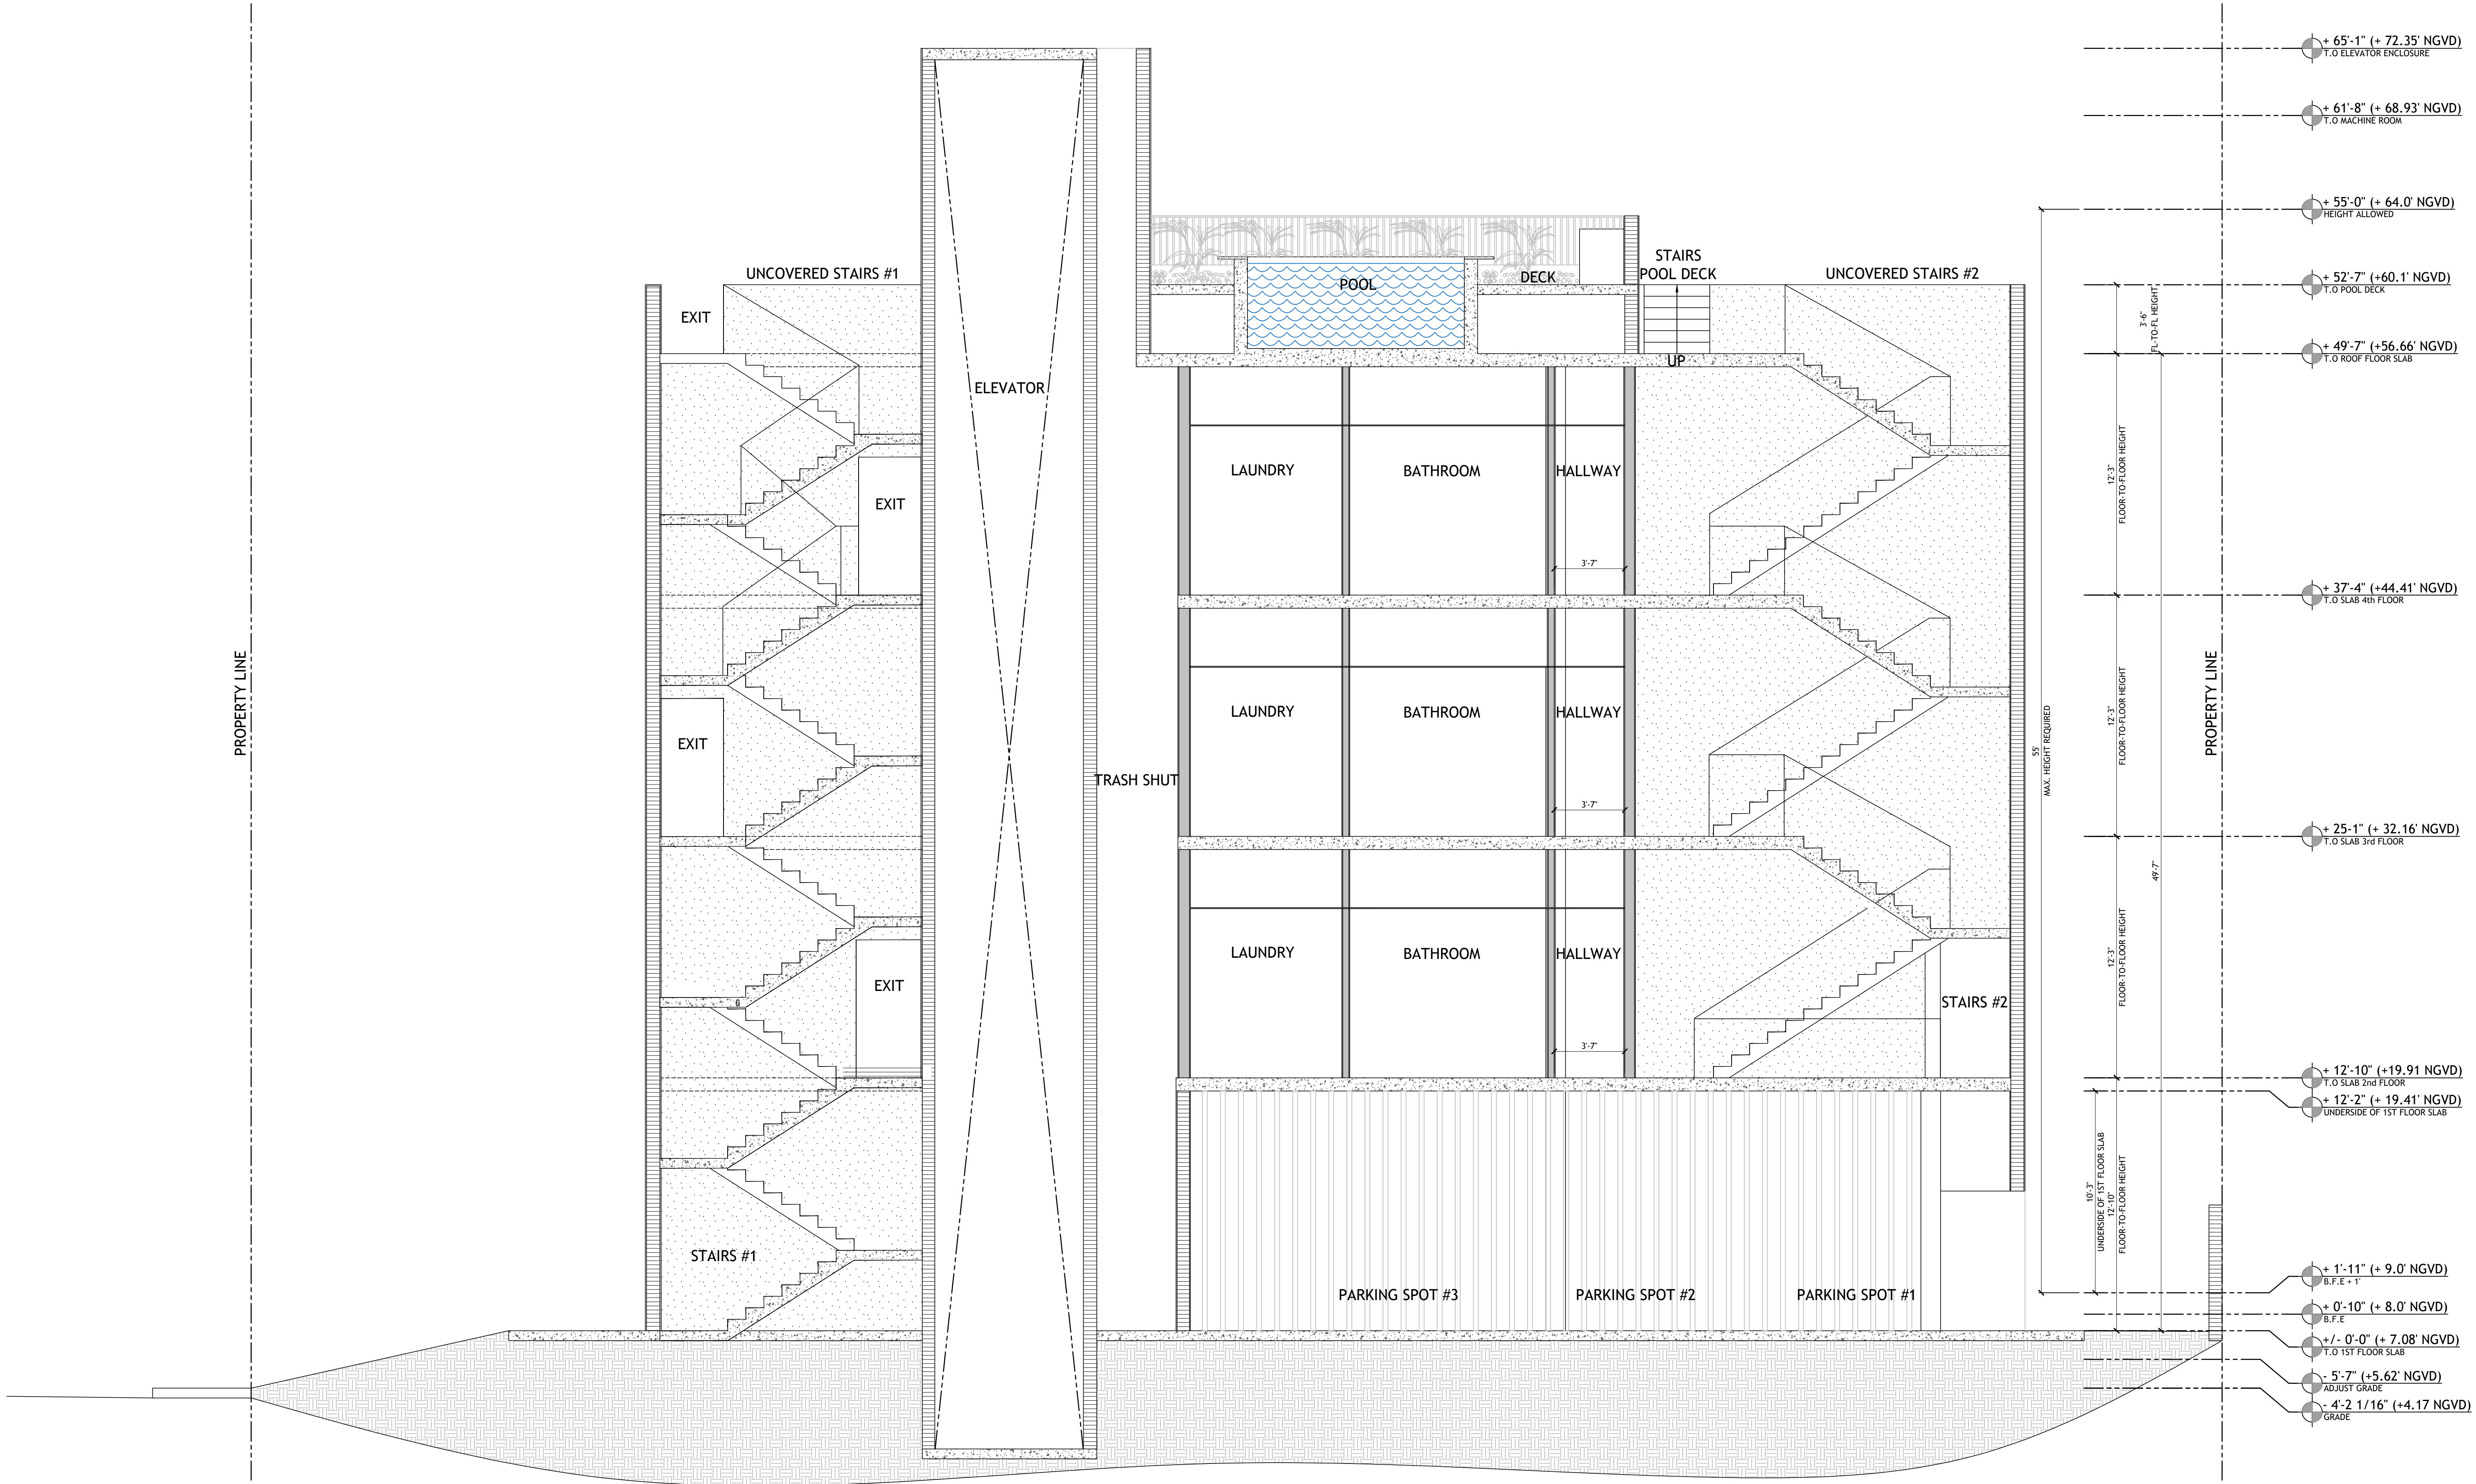 + 65'-1" (+ 72.35' NGVD)
T.O ELEVATOR ENCLOSURE
+ 61'-8" (+ 68.93' NGVD)
T.O MACHINE ROOM
+ 55'-0" (+ 64.0' NGVD)
HEIGHT ALLOWED
+ 52'-7" (+60.1' NGVD)
T.O POOL DECK
+ 49'-7" (+56.66' NGVD)
T.O ROOF FLOOR SLAB
+ 37'-4" (+44.41' NGVD)
T.O SLAB 4th FLOOR
+ 25-1" (+ 32.16' NGVD)
T.O SLAB 3rd FLOOR
+ 12'-10" (+19.91 NGVD)
T.O SLAB 2nd FLOOR
+ 12'-2" (+ 19.41' NGVD)
UNDERSIDE OF 1ST FLOOR SLAB
+ 1'-11" (+ 9.0' NGVD)
B.F.E + 1'
+ 0'-10" (+ 8.0' NGVD)
B.F.E
+/- 0'-0" (+ 7.08' NGVD)
T.O 1ST FLOOR SLAB
- 5'-7" (+5.62' NGVD)
ADJUST GRADE
- 4'-2 1/16" (+4.17 NGVD)
GRADE
UNCOVERED STAIRS #1
STAIRS
POOL DECK
UNCOVERED STAIRS #2
POOL
DECK
EXIT
UP
ELEVATOR
LAUNDRY
BATHROOM
HALLWAY
EXIT
3'-7"
LAUNDRY
BATHROOM
HALLWAY
EXIT
TRASH SHUT
3'-7"
LAUNDRY
BATHROOM
HALLWAY
EXIT
G
STAIRS #2
3'-7"
STAIRS #1
PARKING SPOT #3
PARKING SPOT #2
PARKING SPOT #1
PROPERTY LINE
PROPERTY LINE
3'-6"
FL-TO-FL HEIGHT
12'-3"
FLOOR-TO-FLOOR HEIGHT
12'-3"
FLOOR-TO-FLOOR HEIGHT
12'-3"
FLOOR-TO-FLOOR HEIGHT
55'
MAX. HEIGHT REQUIRED
49'-7"
10'-3"
UNDERSIDE OF 1ST FLOOR SLAB
12'-10"
FLOOR-TO-FLOOR HEIGHT